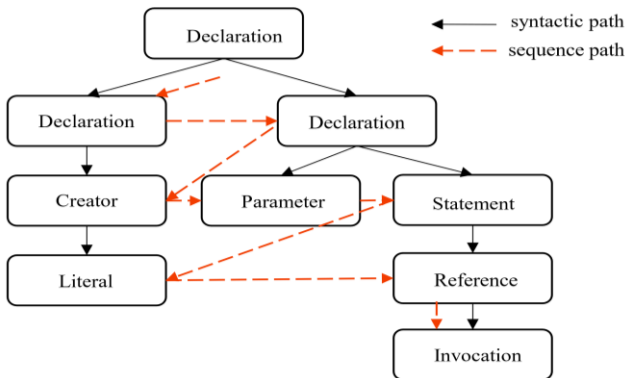 Declaration
syntactic path
sequence path
Declaration
Declaration
Creator
Parameter
Statement
Literal
Reference
Invocation